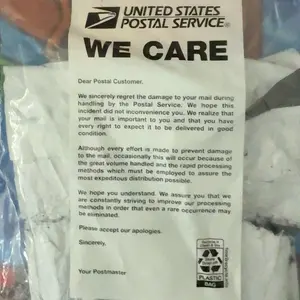 UNITED STATES
POSTAL SERVICE®
WE CARE
Dear Postal Customer.
We sincerely regret the damage to your mail during
handling by the Postal Service. We hope this
incident did not inconvenience you. We realize that
your mail is important to you and that you have
every right to expect it to be delivered in good
condition.
Although every effort is made to prevent damage
to the mail, occasionally this will occur because of
the great volume handled and the rapid processing
methods which must be employed to assure the
most expeditious distribution possible.
We hope you understand. We assure you that we
are constantly striving to improve our processing
methods in order that even a rare occurrence may
be eliminated.
Please accept our apologies.
Sincerely,
Your Postmaster
PLASTIC
BAG